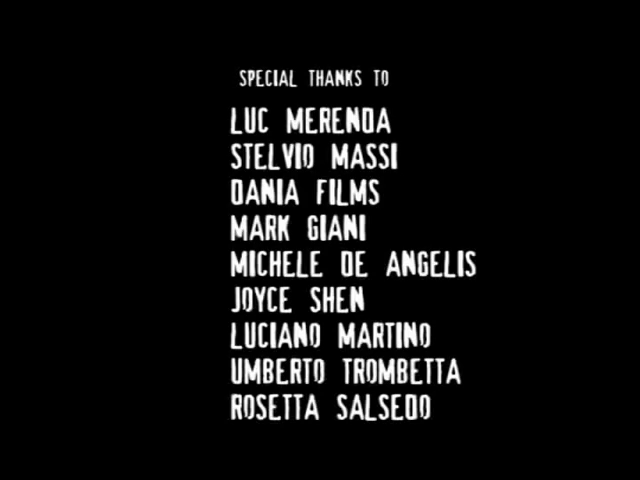 SPECIAL THANKS TO
LUC MERENDA
STELVIO MASSI
DANIA FILMS
MARK GIANI
MICHELE DE ANGELIS
JOYCE SHEN
LUCIANO MARTINO
UMBERTO TROMBETTA
ROSETTA SALSEDO